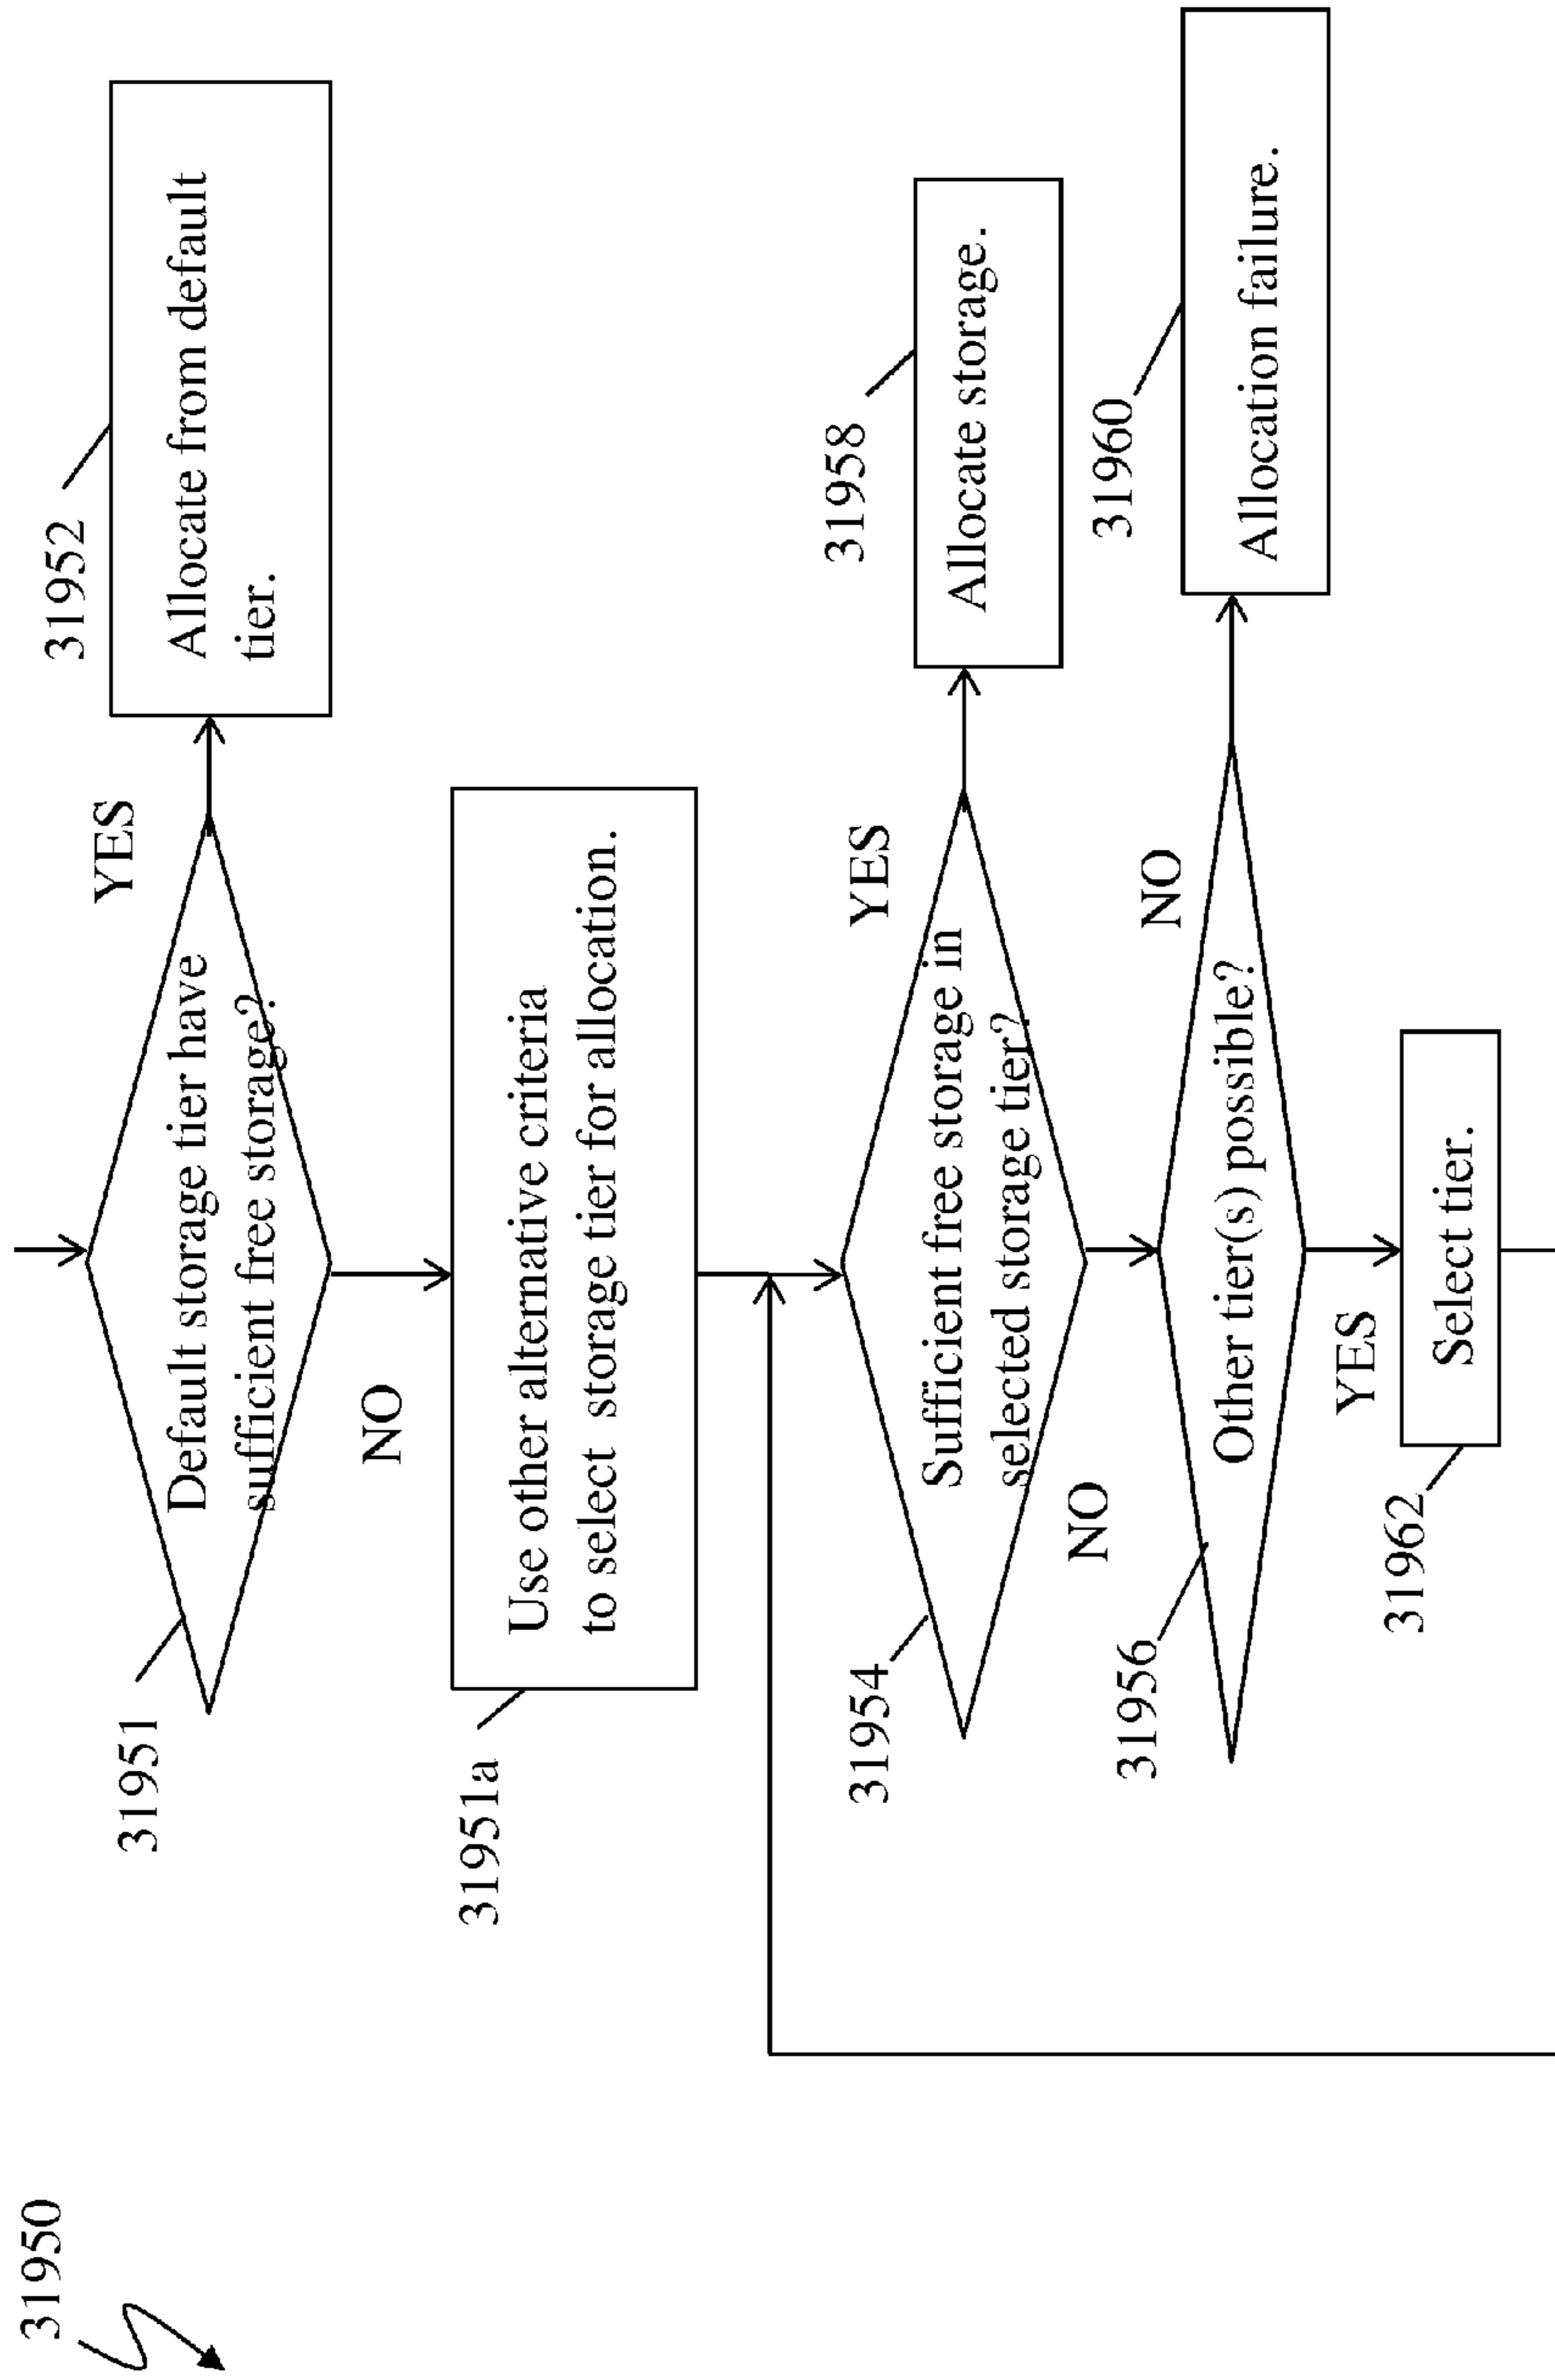 31950
31951
Default storage tier have
sufficient free storage?.
YES
31952
Allocate from default
tier.
NO
31951a
Use other alternative criteria
to select storage tier for allocation.
31954
Sufficient free storage in
selected storage tier?
YES
31958
Allocate storage.
NO
31956
Other tier(s) possible?
NO
31960
Allocation failure.
YES
31962
Select tier.